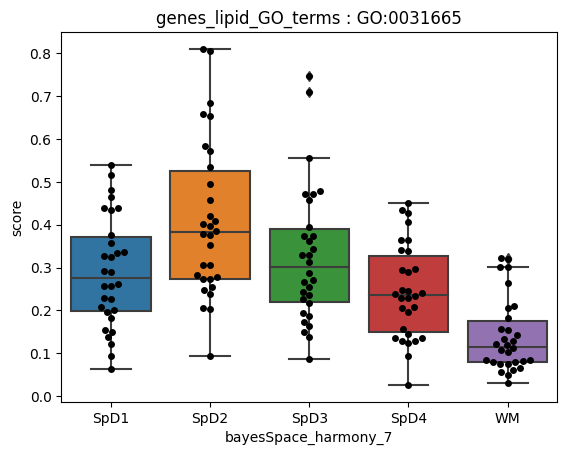 genes_lipid_GO_terms : GO:0031665
0.8
0.7
0.6
0.5
0.4
0.3
0.2
0.1
0.0
score
SpD1 SpD2 SpD3 SpD4 WM
bayesSpace_harmony_7